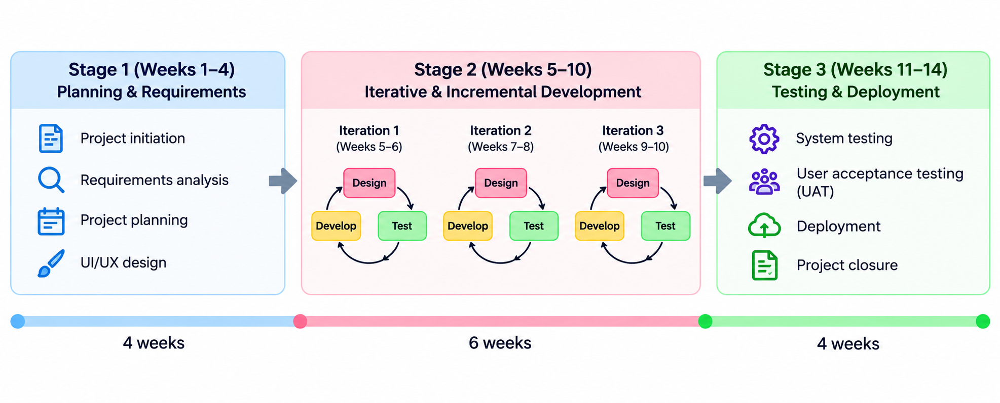 Stage 1 (Weeks 1–4)
Planning & Requirements
Project initiation
Requirements analysis
Project planning
UI/UX design
Stage 2 (Weeks 5–10)
Iterative & Incremental Development
Iteration 1
(Weeks 5–6)
Design
Develop
Test
Iteration 2
(Weeks 7–8)
Design
Develop
Test
Iteration 3
(Weeks 9–10)
Design
Develop
Test
Stage 3 (Weeks 11–14)
Testing & Deployment
System testing
User acceptance testing
(UAT)
Deployment
Project closure
4 weeks
6 weeks
4 weeks